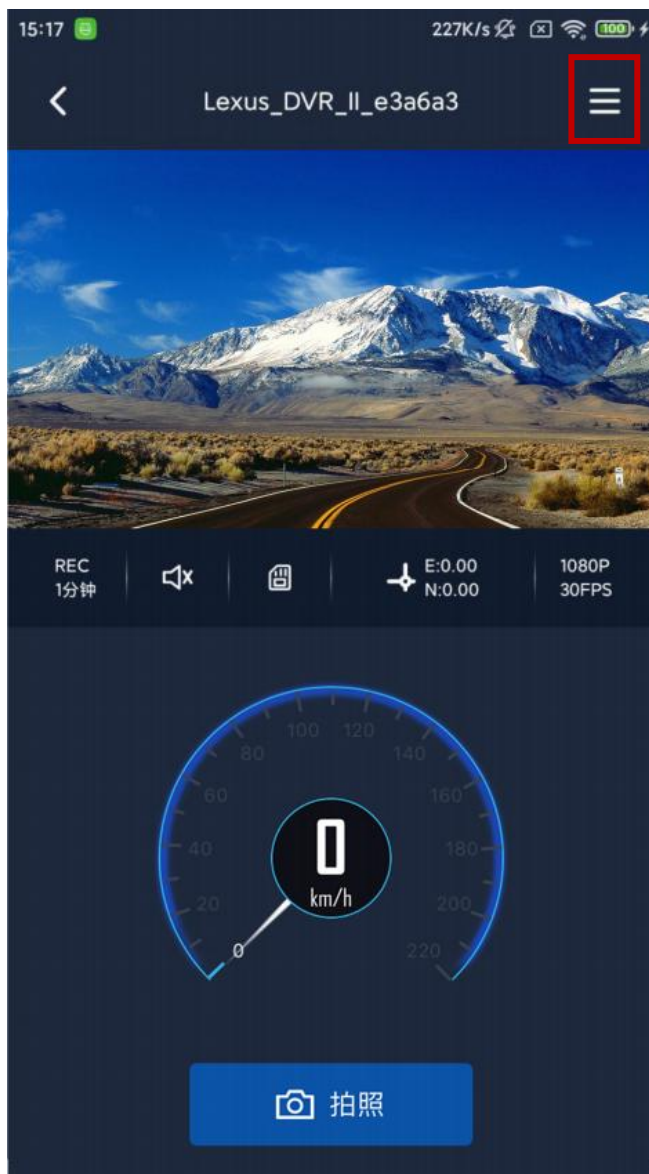 15:17
227K/s
100
Lexus_DVR_II_e3a6a3
REC
1分钟
E:0.00
N:0.00
1080P
30FPS
100 120
80 140
60 160
40 180
20 200
0 220
0
km/h
拍照